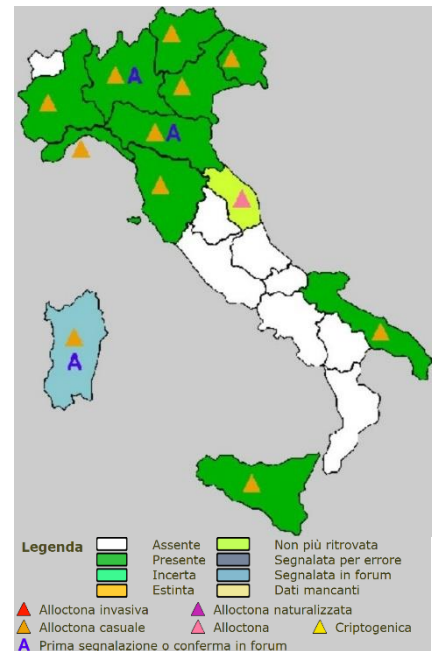 A
A
A
Legenda
Assente Non più ritrovata
Presente Segnalata per errore
Incerta Segnalata in forum
Estinta Dati mancanti
Alloctona invasiva Alloctona naturalizzata
Alloctona casuale Alloctona Criptogenica
A Prima segnalazione o conferma in forum